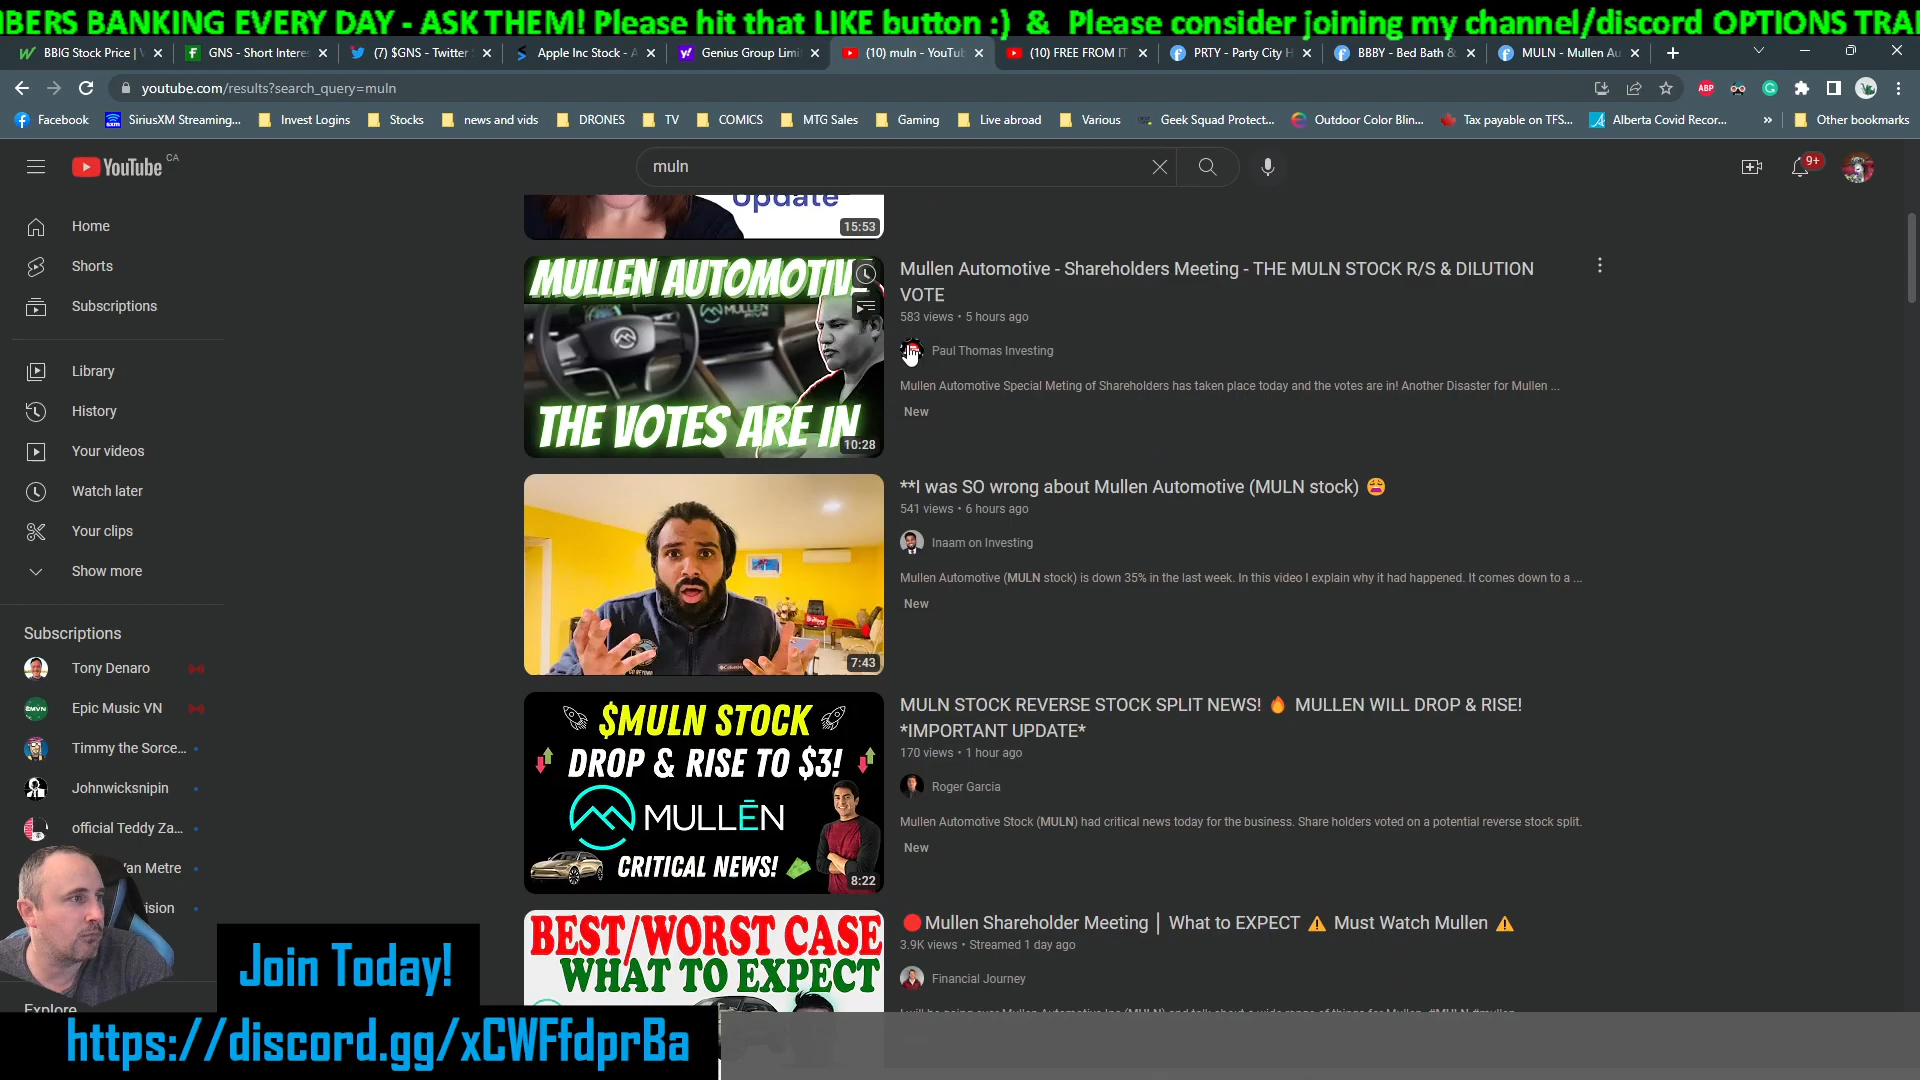 BERS BANKING EVERY DAY - ASK THEM! Please hit that LIKE button :) & Please consider joining my channel/discord OPTIONS TRA
BBIG Stock Price |
GNS - Short Interes
(7) $GNS - Twitter
Apple Inc Stock - A
Genius Group Limi
(10) muln - YouTub
(10) FREE FROM IT
PRTY - Party City H
BBBY - Bed Bath &
MULN - Mullen Au
youtube.com/results?search_query=muln
ABP
Facebook
SiriusXM Streaming...
Invest Logins
Stocks
news and vids
DRONES
TV
COMICS
MTG Sales
Gaming
Live abroad
Various
Geek Squad Protect...
Outdoor Color Blin...
Tax payable on TFS...
Alberta Covid Recor...
»
Other bookmarks
YouTube CA
muln
9+
Home
Shorts
Subscriptions
Library
History
Your videos
Watch later
Your clips
Show more
Subscriptions
Tony Denaro
Epic Music VN
Timmy the Sorce...
Johnwicksnipin
official Teddy Za...
an Metre
ision
Explore
Update
15:53
MULLEN AUTOMOTIVE
MULLEN
THE VOTES ARE IN
10:28
Mullen Automotive - Shareholders Meeting - THE MULN STOCK R/S & DILUTION
VOTE
583 views • 5 hours ago
Paul Thomas Investing
Mullen Automotive Special Meting of Shareholders has taken place today and the votes are in! Another Disaster for Mullen ...
New
7:43
**I was SO wrong about Mullen Automotive (MULN stock) 😩
541 views • 6 hours ago
Inaam on Investing
Mullen Automotive (MULN stock) is down 35% in the last week. In this video I explain why it had happened. It comes down to a ...
New
$MULN STOCK
DROP & RISE TO $3!
MULLĒN
CRITICAL NEWS!
8:22
MULN STOCK REVERSE STOCK SPLIT NEWS! 🔥 MULLEN WILL DROP & RISE!
*IMPORTANT UPDATE*
170 views • 1 hour ago
Roger Garcia
Mullen Automotive Stock (MULN) had critical news today for the business. Share holders voted on a potential reverse stock split.
New
BEST/WORST CASE
WHAT TO EXPECT
🔴Mullen Shareholder Meeting | What to EXPECT ⚠️ Must Watch Mullen ⚠️
3.9K views • Streamed 1 day ago
Financial Journey
Join Today!
https://discord.gg/xCWFfdprBa